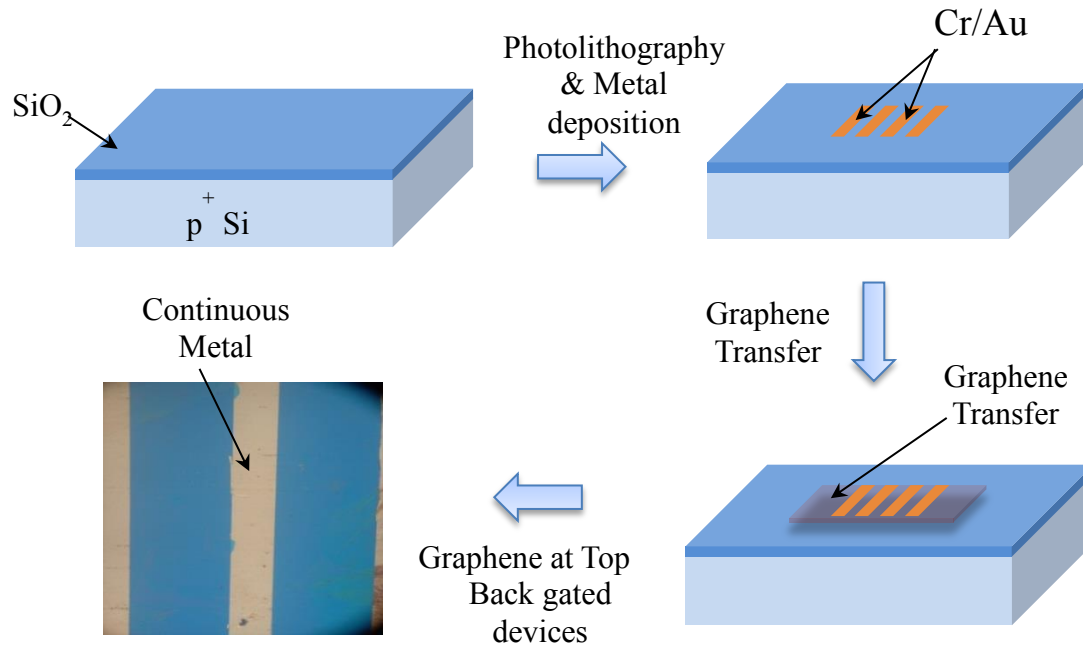 SiO₂
p⁺ Si
Photolithography
& Metal
deposition
Cr/Au
Graphene
Transfer
Graphene
Transfer
Graphene at Top
Back gated
devices
Continuous
Metal